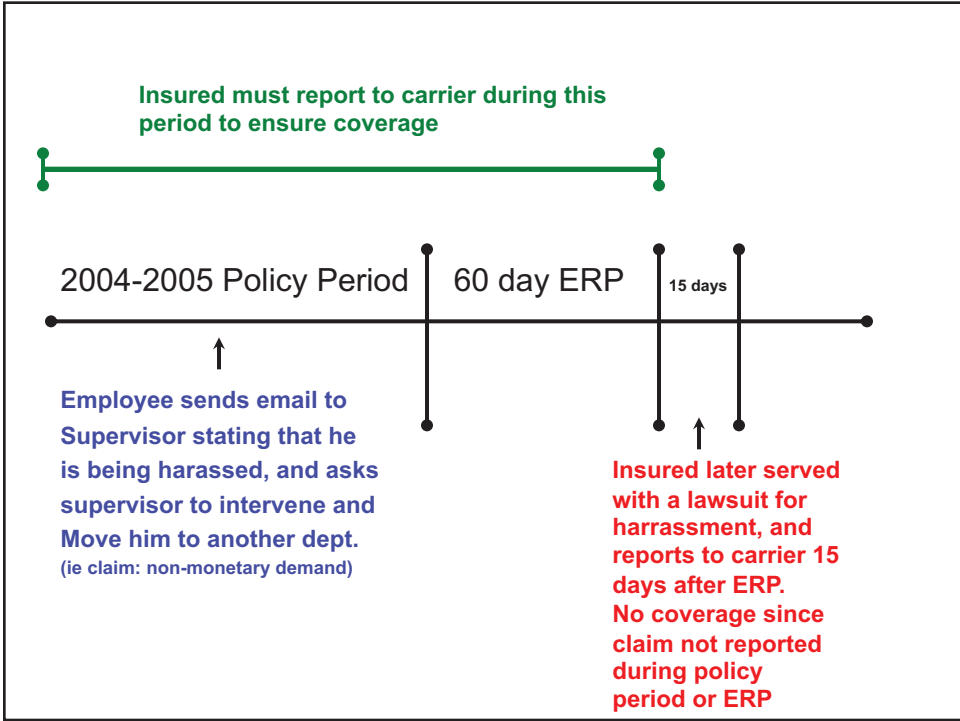 Insured must report to carrier during this
period to ensure coverage
2004-2005 Policy Period
60 day ERP
15 days
Employee sends email to
Supervisor stating that he
is being harassed, and asks
supervisor to intervene and
Move him to another dept.
(ie claim: non-monetary demand)
Insured later served
with a lawsuit for
harrassment, and
reports to carrier 15
days after ERP.
No coverage since
claim not reported
during policy
period or ERP